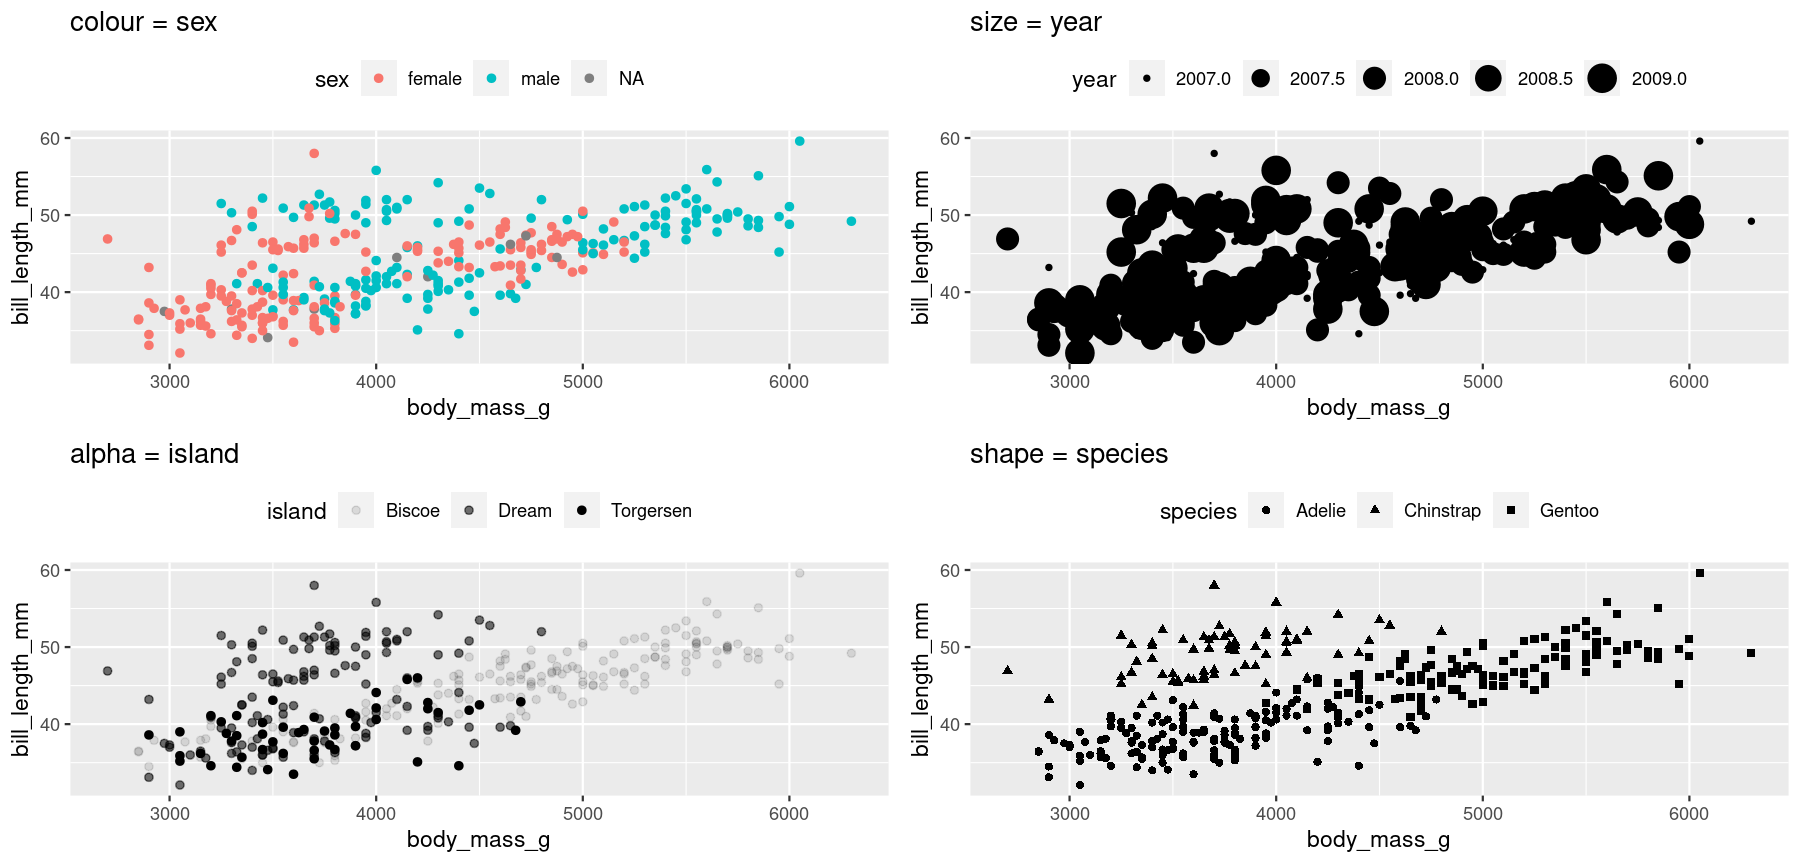 colour = sex
sex female male NA
60
50
40
bill_length_mm
3000 4000 5000 6000
body_mass_g
size = year
year 2007.0 2007.5 2008.0 2008.5 2009.0
60
50
40
bill_length_mm
3000 4000 5000 6000
body_mass_g
alpha = island
island Biscoe Dream Torgersen
60
50
40
bill_length_mm
3000 4000 5000 6000
body_mass_g
shape = species
species Adelie Chinstrap Gentoo
60
50
40
bill_length_mm
3000 4000 5000 6000
body_mass_g